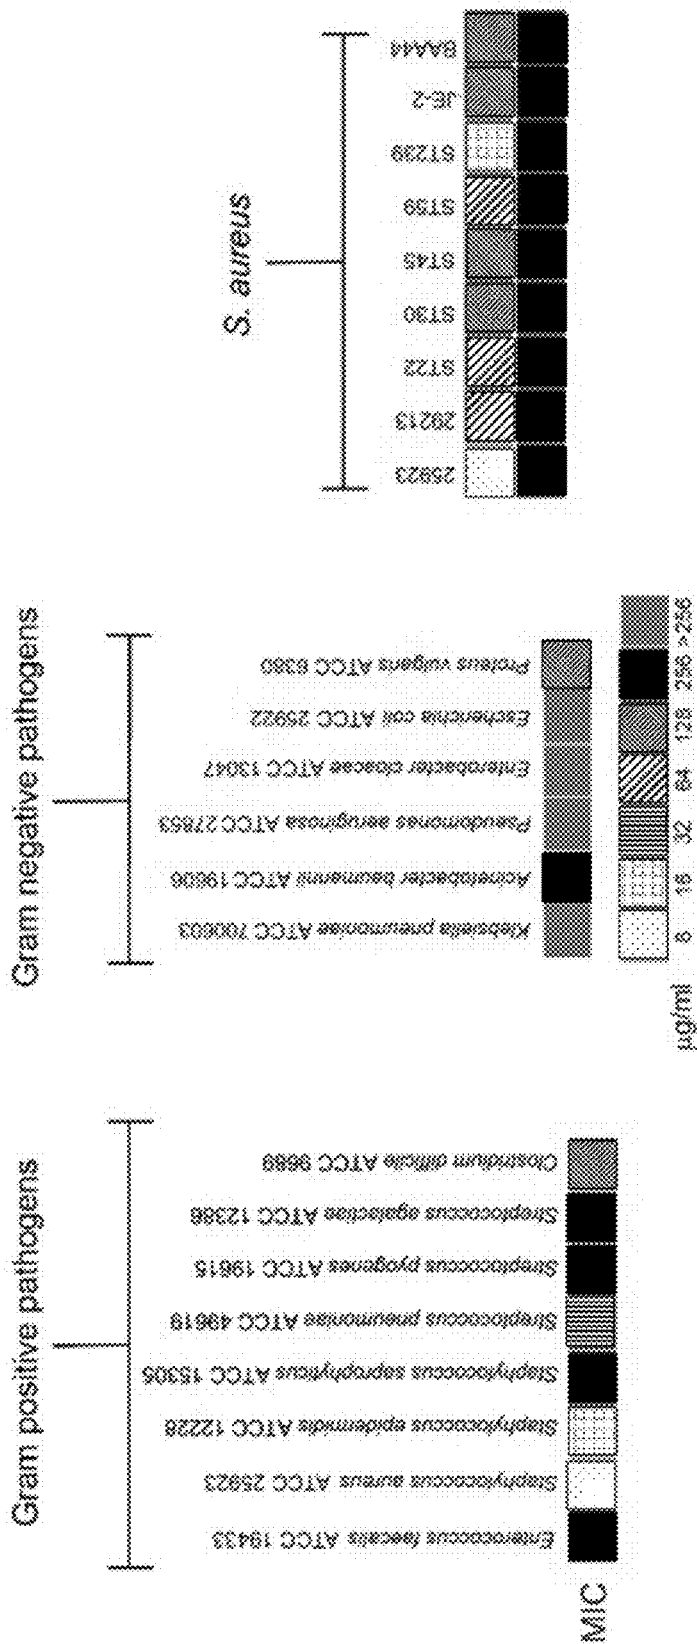 Gram positive pathogens
Enterococcus faecalis ATCC 19433
Staphylococcus aureus ATCC 25923
Staphylococcus epidermidis ATCC 12228
Staphylococcus saprophyticus ATCC 15305
Streptococcus pneumoniae ATCC 49619
Streptococcus pyogenes ATCC 19615
Streptococcus agalactiae ATCC 12386
Clostridium difficile ATCC 9689
MIC
Gram negative pathogens
Klebsiella pneumoniae ATCC 700603
Acinetobacter baumannii ATCC 19606
Pseudomonas aeruginosa ATCC 27853
Enterobacter cloacae ATCC 13047
Escherichia coli ATCC 25922
Proteus vulgaris ATCC 6380
µg/ml
8 16 32 64 128 256 >256
S. aureus
25923
29213
ST22
ST30
ST45
ST59
ST239
JE-2
BAA44